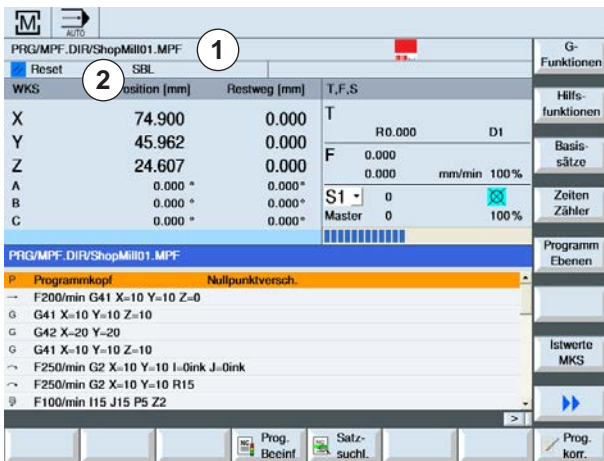 M AUTO
PRG/MPF.DIR/ShopMill01.MPF 1
Reset SBL
2
WKS Position [mm] Restweg [mm] T,F,S
X 74.900 0.000
Y 45.962 0.000
Z 24.607 0.000
A 0.000 ° 0.000°
B 0.000 ° 0.000°
C 0.000 ° 0.000°
T
R0.000 D1
F 0.000
0.000 mm/min 100%
S1 0
Master 0 100%
PRG/MPF.DIR/ShopMill01.MPF
P Programmkopf Nullpunktversch.
→ F200/min G41 X=10 Y=10 Z=0
G G41 X=10 Y=10 Z=10
G G42 X=20 Y=20
G G41 X=10 Y=10 Z=10
F250/min G2 X=10 Y=10 I=0ink J=0ink
F250/min G2 X=10 Y=10 R15
F100/min I15 J15 P5 Z2
>
G-
Funktionen
Hilfs-
funktionen
Basis-
sätze
Zeiten
Zähler
Programm
Ebenen
Istwerte
MKS
NC Prog.
Beeinf
NC Satz-
suchl.
Prog.
korr.